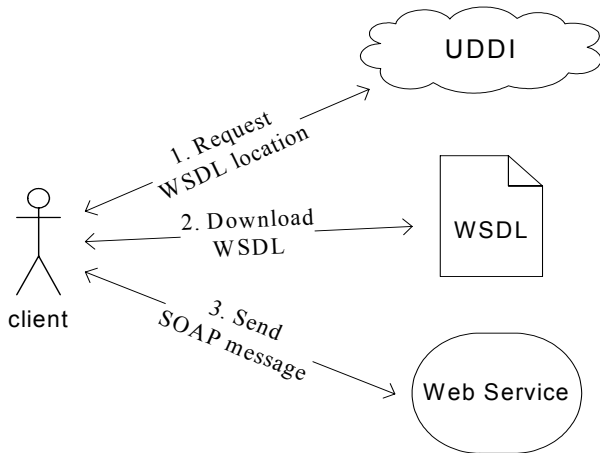 UDDI
1. Request
WSDL location
2. Download
WSDL
WSDL
client
3. Send
SOAP message
Web Service